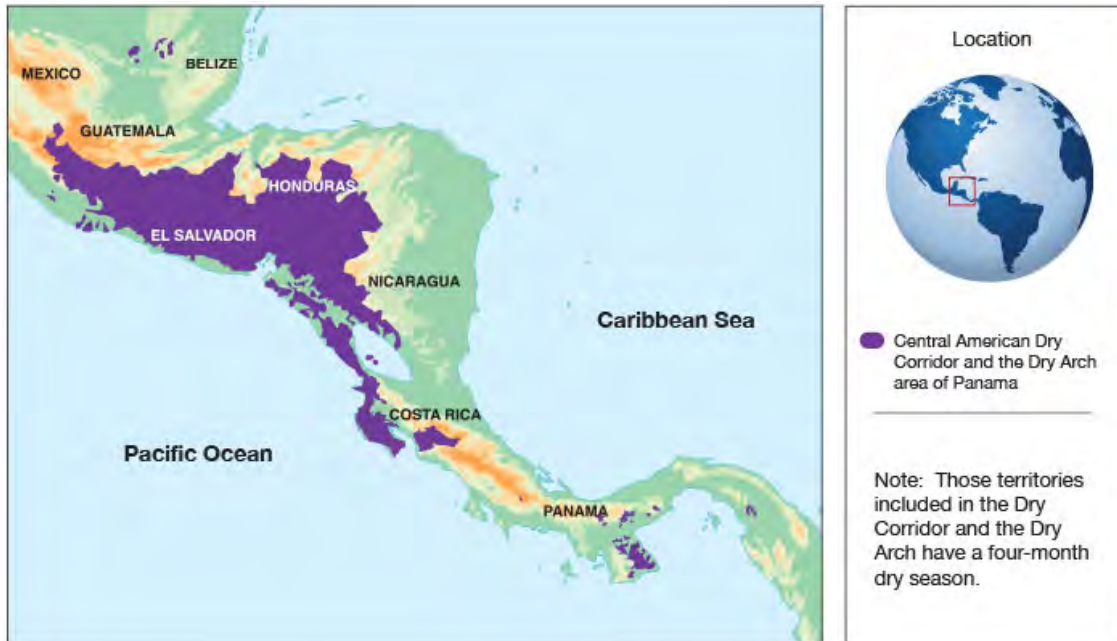 BELIZE
MEXICO
GUATEMALA
HONDURAS
EL SALVADOR
NICARAGUA
Caribbean Sea
COSTA RICA
Pacific Ocean
PANAMA
Location
Central American Dry
Corridor and the Dry Arch
area of Panama
Note: Those territories
included in the Dry
Corridor and the Dry
Arch have a four-month
dry season.